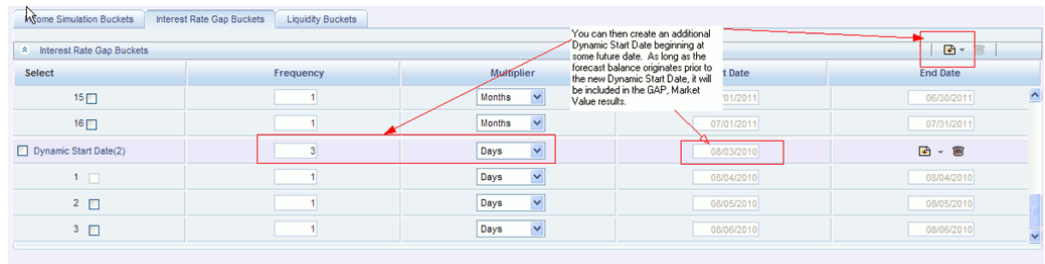 Income Simulation Buckets Interest Rate Gap Buckets Liquidity Buckets
You can then create an additional
Dynamic Start Date beginning at
some future date. As long as the
forecast balance originates prior to
the new Dynamic Start Date, it will
be included in the GAP, Market
Value results.
Interest Rate Gap Buckets
Select Frequency Multiplier t Date End Date
15 1 Months /01/2011 06/30/2011
16 1 Months 07/01/2011 07/31/2011
Dynamic Start Date(2) 3 Days 08/03/2010
1 1 Days 08/04/2010 08/04/2010
2 1 Days 08/05/2010 08/05/2010
3 1 Days 08/06/2010 08/06/2010